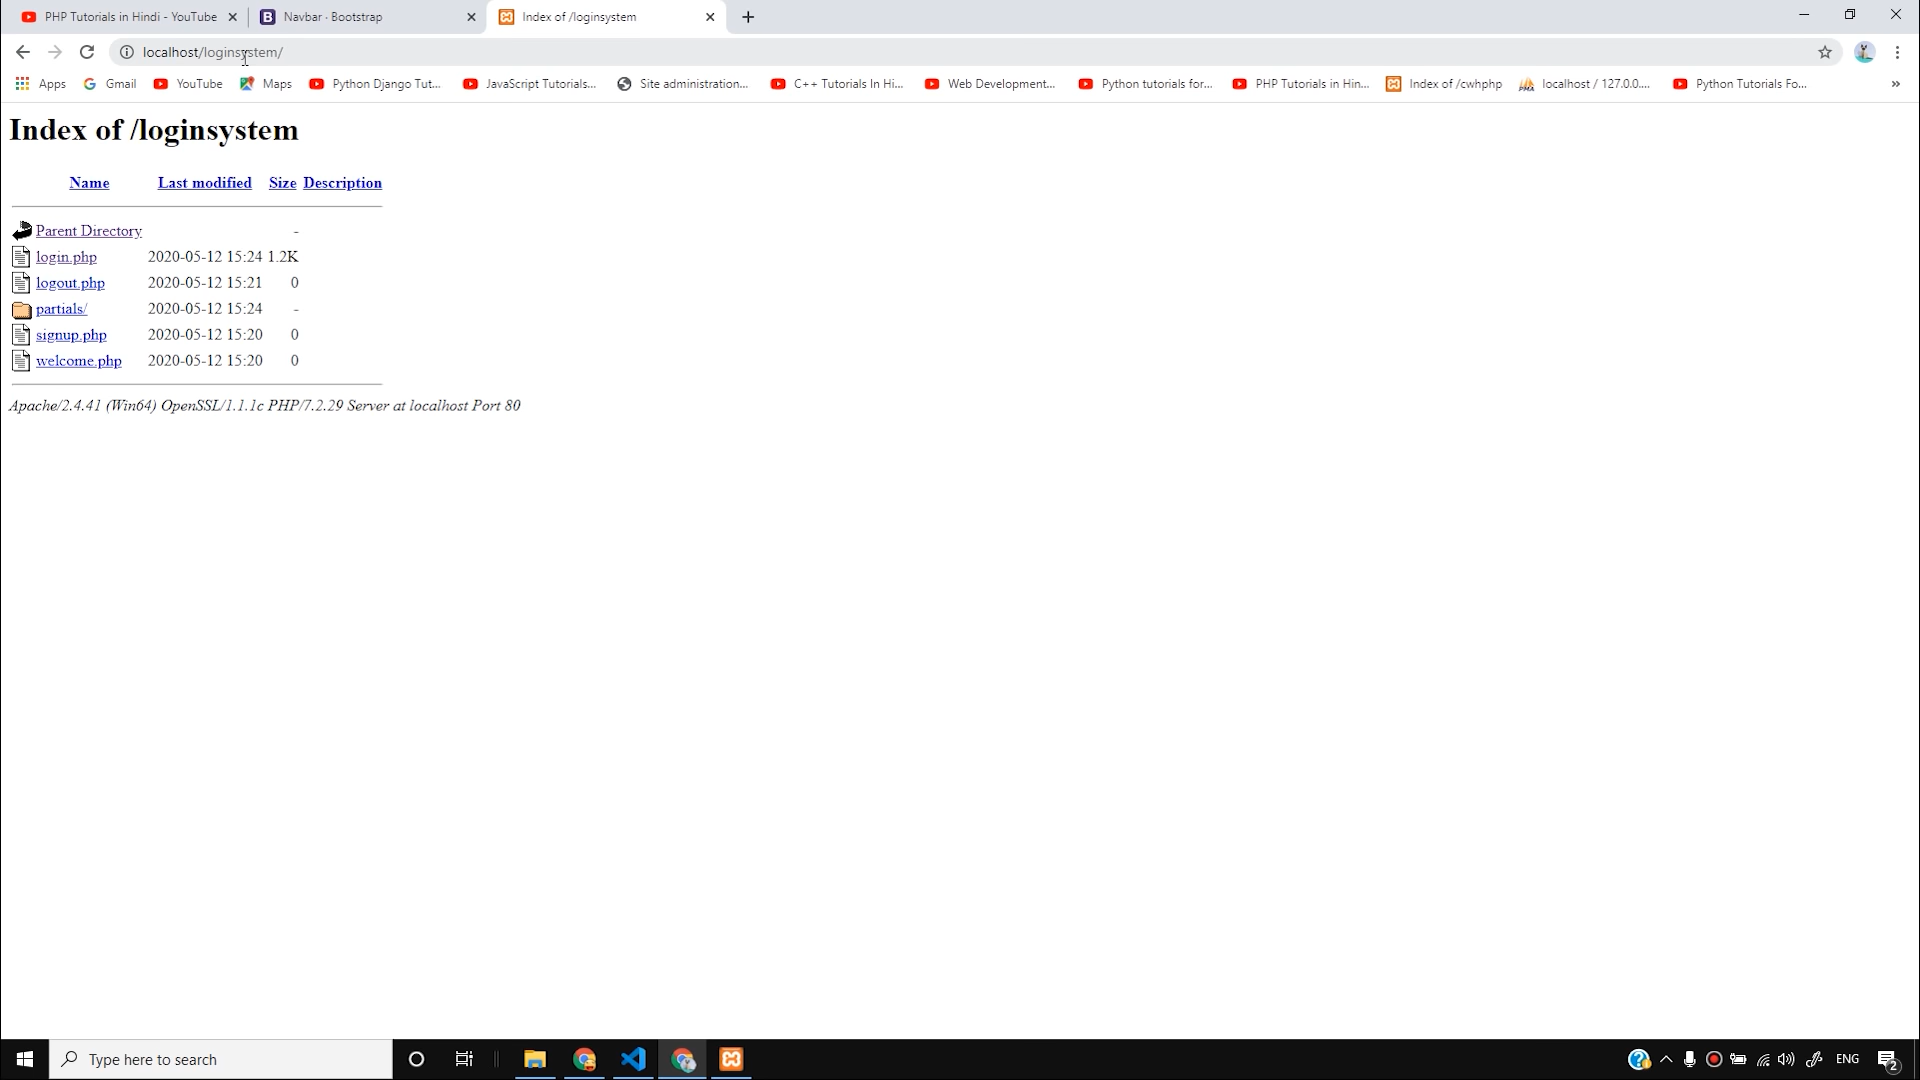 PHP Tutorials in Hindi - YouTube
Navbar · Bootstrap
Index of /loginsystem
localhost/loginsystem/
Apps
Gmail
YouTube
Maps
Python Django Tut...
JavaScript Tutorials...
Site administration...
C++ Tutorials In Hi...
Web Development...
Python tutorials for...
PHP Tutorials in Hin...
Index of /cwhphp
localhost / 127.0.0....
Python Tutorials Fo...
Index of /loginsystem
Name Last modified Size Description
Parent Directory -
login.php 2020-05-12 15:24 1.2K
logout.php 2020-05-12 15:21 0
partials/ 2020-05-12 15:24 -
signup.php 2020-05-12 15:20 0
welcome.php 2020-05-12 15:20 0
Apache/2.4.41 (Win64) OpenSSL/1.1.1c PHP/7.2.29 Server at localhost Port 80
Type here to search
ENG
2